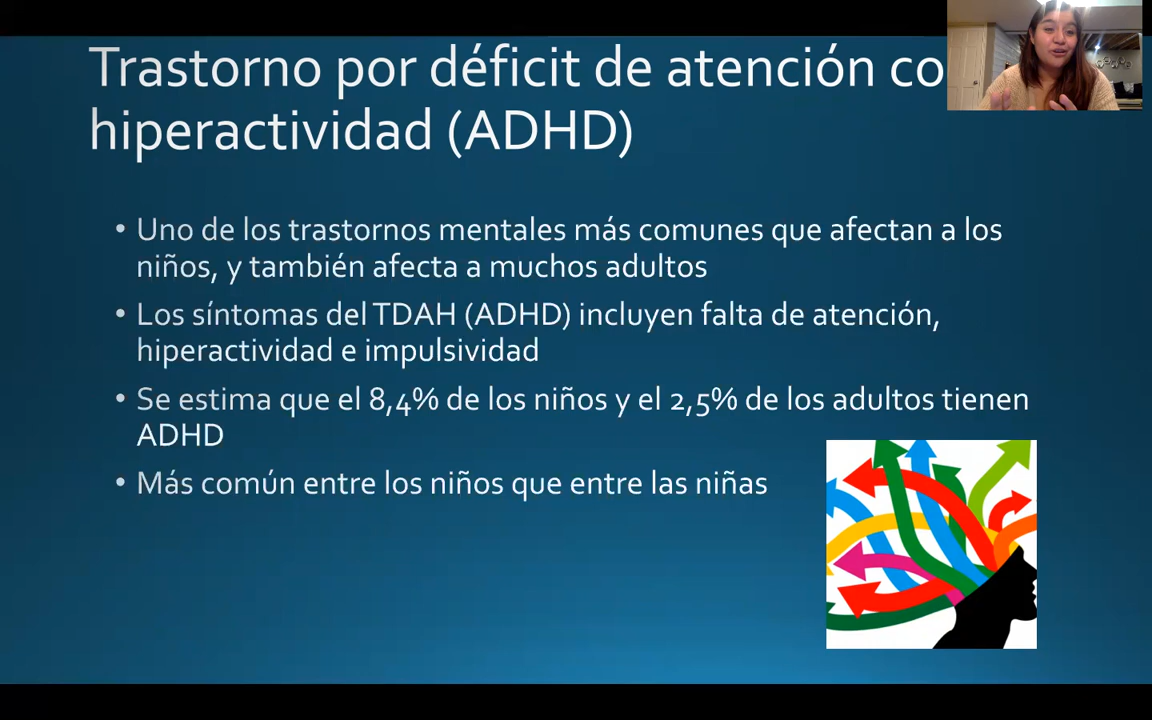 Trastorno por déficit de atención co
hiperactividad (ADHD)
• Uno de los trastornos mentales más comunes que afectan a los
niños, y también afecta a muchos adultos
• Los síntomas del TDAH (ADHD) incluyen falta de atención,
hiperactividad e impulsividad
• Se estima que el 8,4% de los niños y el 2,5% de los adultos tienen
ADHD
• Más común entre los niños que entre las niñas